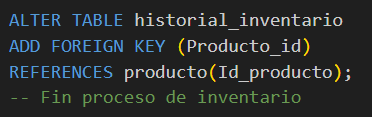 ALTER TABLE historial_inventario
ADD FOREIGN KEY (Producto_id)
REFERENCES producto(Id_producto);
-- Fin proceso de inventario